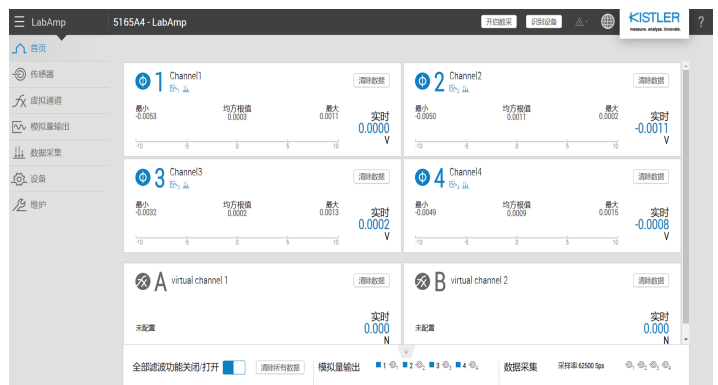 LabAmp
5165A4 - LabAmp
开启数采
识别设备
KISTLER
measure. analyze. innovate.
?
首页
传感器
虚拟通道
模拟量输出
数据采集
设备
维护
1 Channel1
清除数据
最小 均方根值 最大
-0.0053 0.0003 0.0011
实时
0.0000
V
-10 -5 0 5 10
2 Channel2
清除数据
最小 均方根值 最大
-0.0050 0.0011 0.0002
实时
-0.0011
V
-10 -5 0 5 10
3 Channel3
清除数据
最小 均方根值 最大
-0.0032 0.0002 0.0013
实时
0.0002
V
-10 -5 0 5 10
4 Channel4
清除数据
最小 均方根值 最大
-0.0049 0.0009 0.0015
实时
-0.0008
V
-10 -5 0 5 10
A virtual channel 1
清除数据
未配置
实时
0.000
N
B virtual channel 2
清除数据
未配置
实时
0.000
N
全部滤波功能关闭/打开 清除所有数据 模拟量输出 1 1 2 2 3 3 4 4 数据采集 采样率 62500 Sps 1 2 3 4